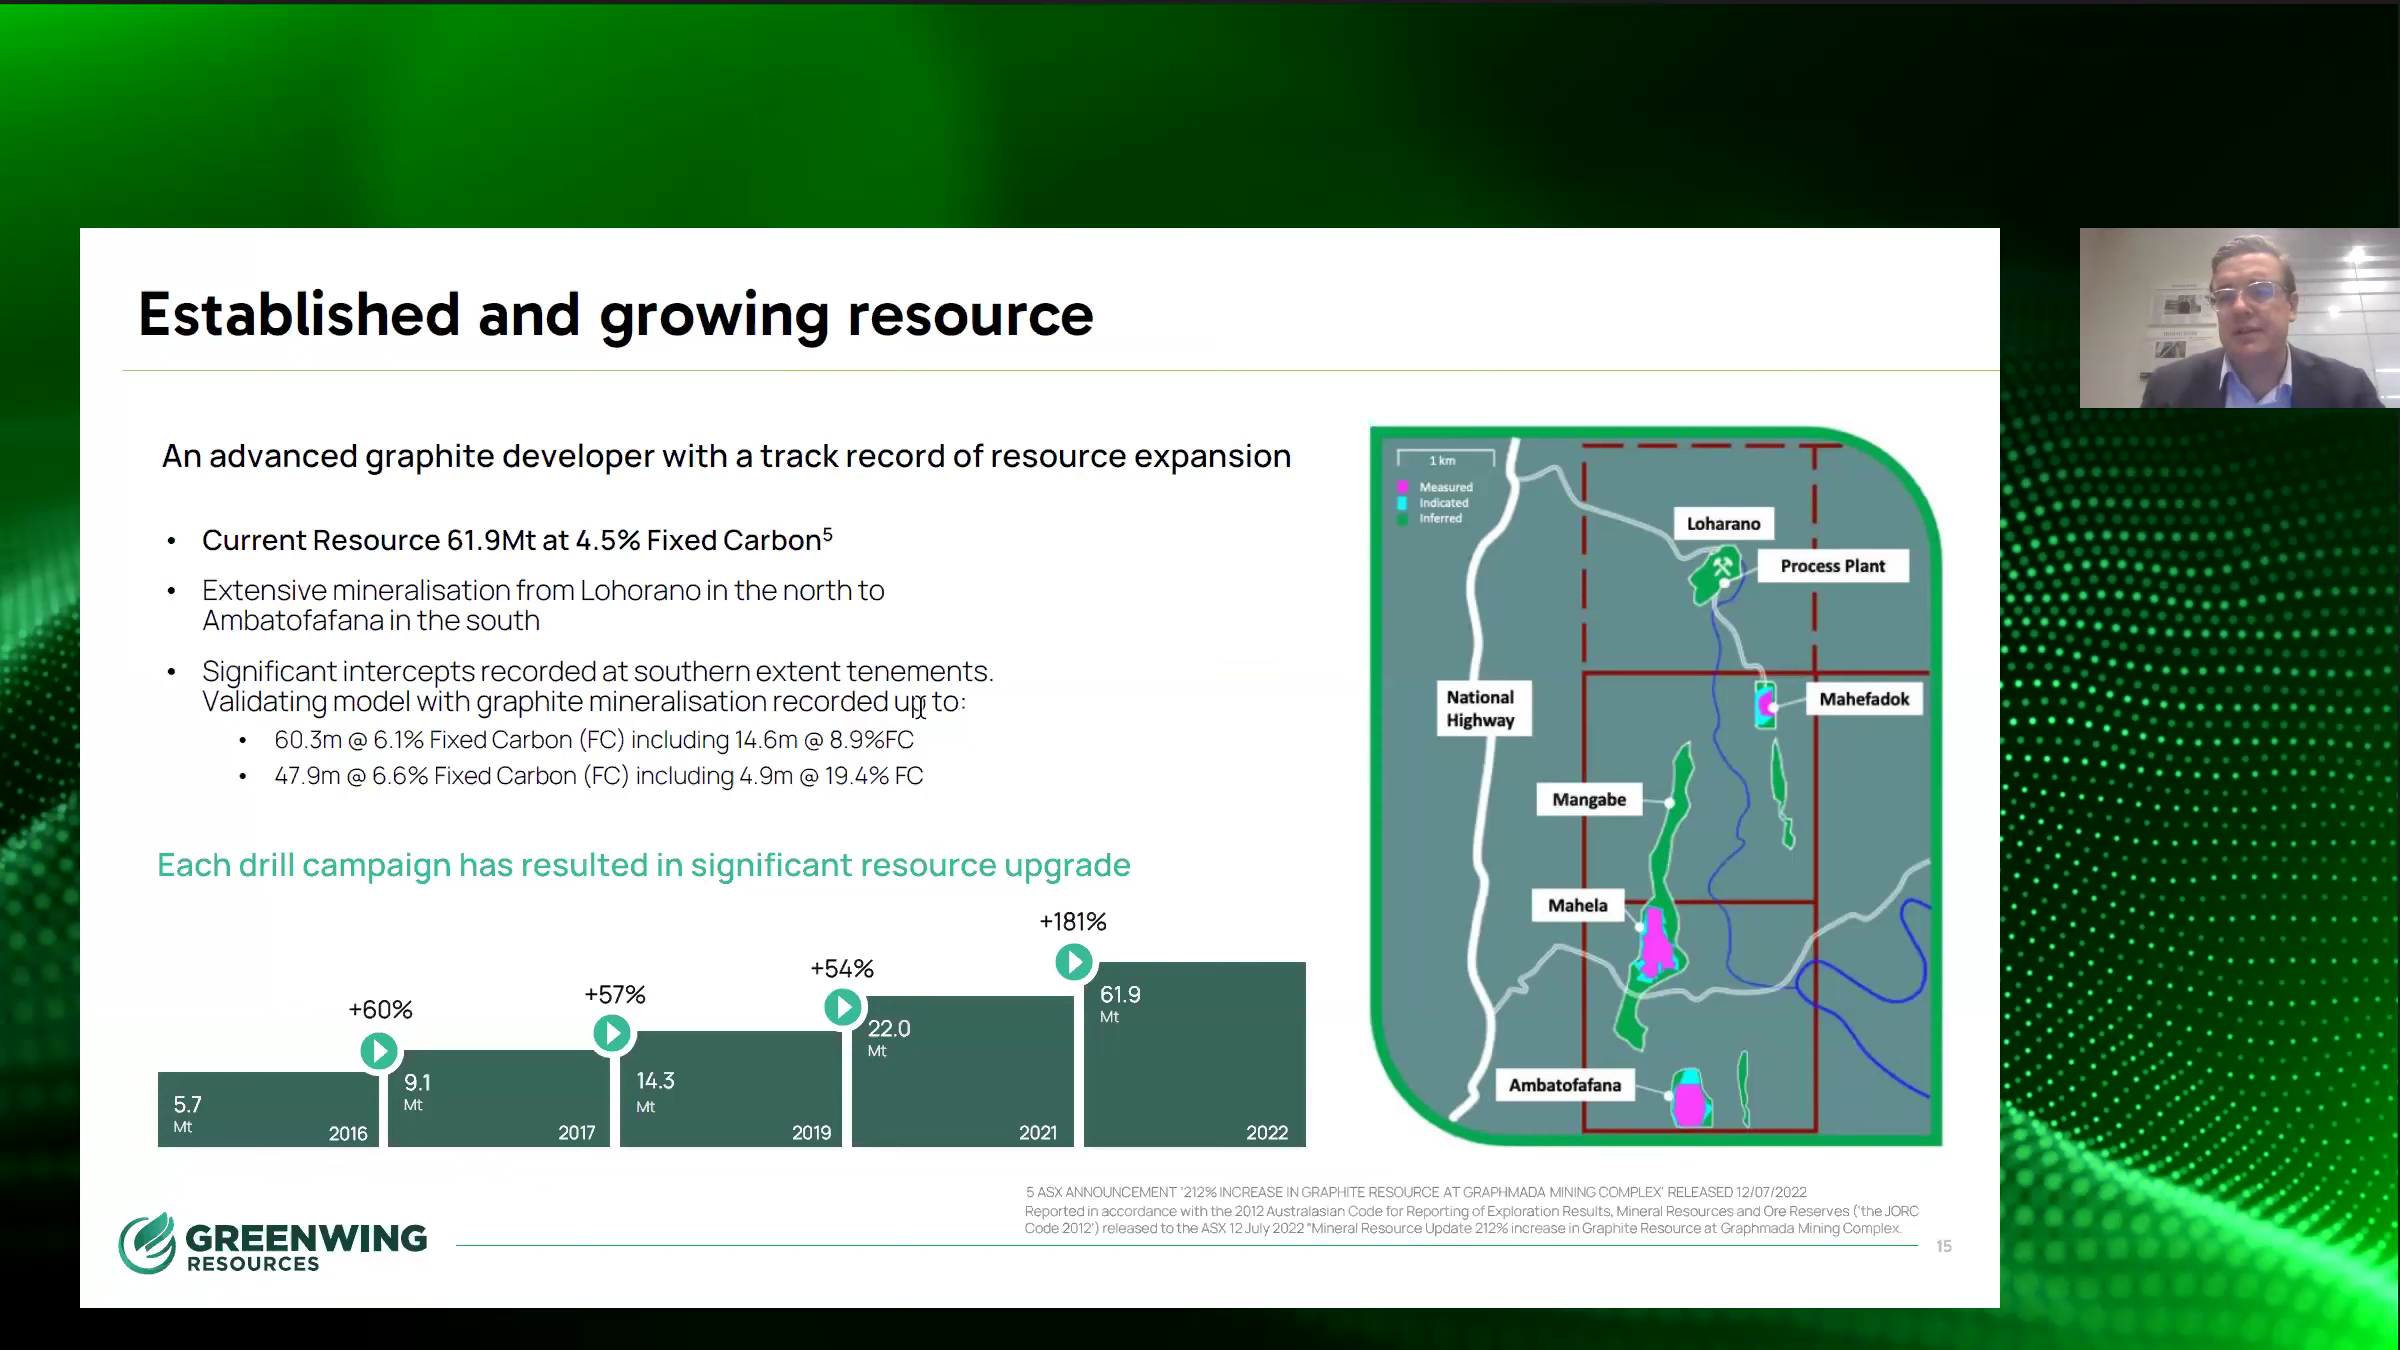 Established and growing resource
An advanced graphite developer with a track record of resource expansion
• Current Resource 61.9Mt at 4.5% Fixed Carbon5
• Extensive mineralisation from Lohorano in the north to
Ambatofafana in the south
• Significant intercepts recorded at southern extent tenements.
Validating model with graphite mineralisation recorded up to:
• 60.3m @ 6.1% Fixed Carbon (FC) including 14.6m @ 8.9%FC
• 47.9m @ 6.6% Fixed Carbon (FC) including 4.9m @ 19.4% FC
Each drill campaign has resulted in significant resource upgrade
+60%
+57%
+54%
+181%
5.7
Mt
2016
9.1
Mt
2017
14.3
Mt
2019
22.0
Mt
2021
61.9
Mt
2022
1 km
Measured
Indicated
Inferred
Loharano
Process Plant
National
Highway
Mahefadok
Mangabe
Mahela
Ambatofafana
5 ASX ANNOUNCEMENT '212% INCREASE IN GRAPHITE RESOURCE AT GRAPHMADA MINING COMPLEX' RELEASED 12/07/2022
Reported in accordance with the 2012 Australasian Code for Reporting of Exploration Results, Mineral Resources and Ore Reserves ('the JORC
Code 2012') released to the ASX 12 July 2022 "Mineral Resource Update 212% increase in Graphite Resource at Graphmada Mining Complex.
GREENWING
RESOURCES
15